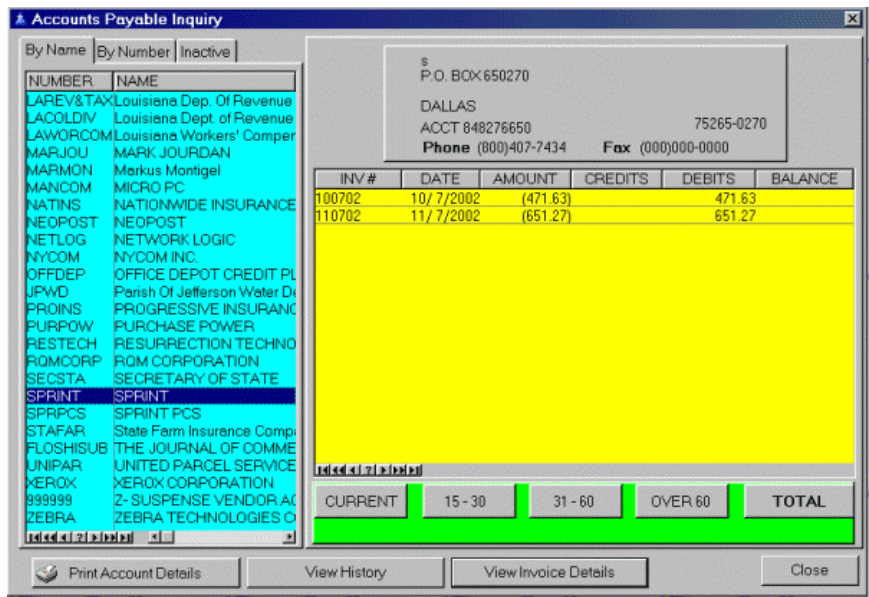 Accounts Payable Inquiry
By Name By Number Inactive
NUMBER NAME
LAREV&TAX Louisiana Dep. Of Revenue
LACOLDIV Louisiana Dept. of Revenue
LAWORCOM Louisiana Workers' Comper
MARJOU MARK JOURDAN
MARMON Markus Montigel
MANCOM MICRO PC
NATINS NATIONWIDE INSURANCE
NEOPOST NEOPOST
NETLOG NETWORK LOGIC
NYCOM NYCOM INC.
OFFDEP OFFICE DEPOT CREDIT PL
JPWD Parish Of Jefferson Water De
PROINS PROGRESSIVE INSURANC
PURPOW PURCHASE POWER
RESTECH RESURRECTION TECHNO
RQMCORP RQM CORPORATION
SECSTA SECRETARY OF STATE
SPRINT SPRINT
SPRPCS SPRINT PCS
STAFAR State Farm Insurance Comp
FLOSHISUB THE JOURNAL OF COMME
UNIPAR UNITED PARCEL SERVICE
XEROX XEROX CORPORATION
999999 Z- SUSPENSE VENDOR AC
ZEBRA ZEBRA TECHNOLOGIES C
s
P.O. BOX 650270
DALLAS
ACCT 848276650 75265-0270
Phone (800)407-7434 Fax (000)000-0000
INV # DATE AMOUNT CREDITS DEBITS BALANCE
100702 10/ 7/2002 (471.63) 471.63
110702 11/ 7/2002 (651.27) 651.27
CURRENT 15 - 30 31 - 60 OVER 60 TOTAL
Print Account Details View History View Invoice Details Close